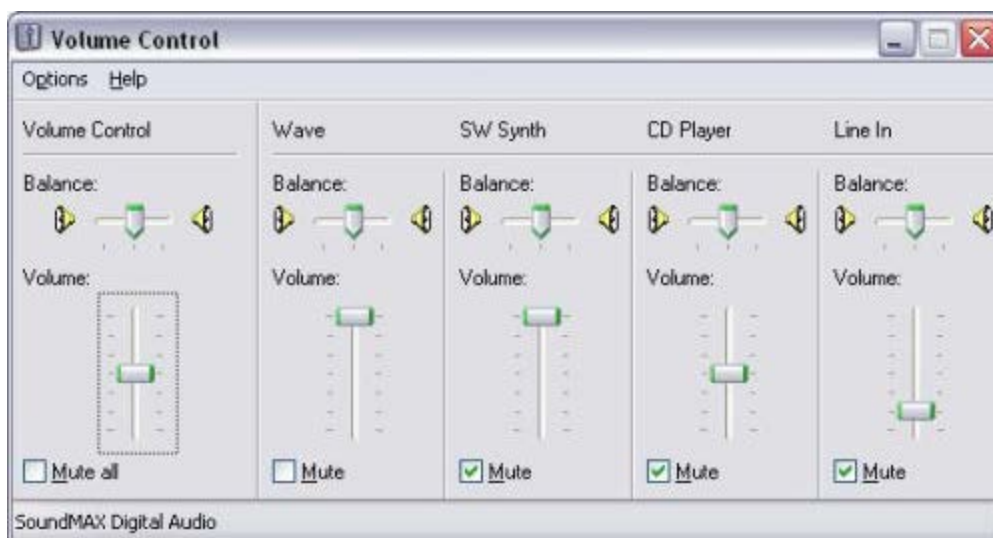 Volume Control
Options Help
Volume Control Wave SW Synth CD Player Line In
Balance: Balance: Balance: Balance: Balance:
Volume: Volume: Volume: Volume: Volume:
Mute all Mute Mute Mute Mute
SoundMAX Digital Audio